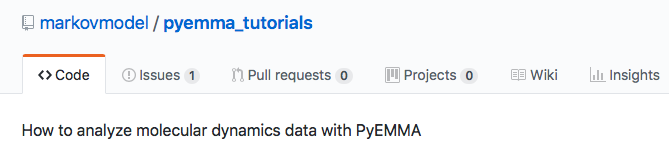 markovmodel / pyemma_tutorials
Code Issues 1 Pull requests 0 Projects 0 Wiki Insights
How to analyze molecular dynamics data with PyEMMA